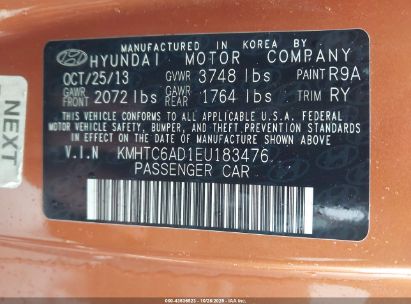 MANUFACTURED IN KOREA BY
HYUNDAI MOTOR COMPANY
OCT/25/13 GVWR 3748 lbs PAINT R9A
GAWR FRONT 2072 lbs GAWR REAR 1764 lbs TRIM RY
THIS VEHICLE CONFORMS TO ALL APPLICABLE U.S.A. FEDERAL
MOTOR VEHICLE SAFETY, BUMPER, AND THEFT PREVENTION STANDARDS
IN EFFECT ON THE DATE OF MANUFACTURE SHOWN ABOVE.
V.I.N KMHTC6AD1EU183476
PASSENGER CAR
NEXT